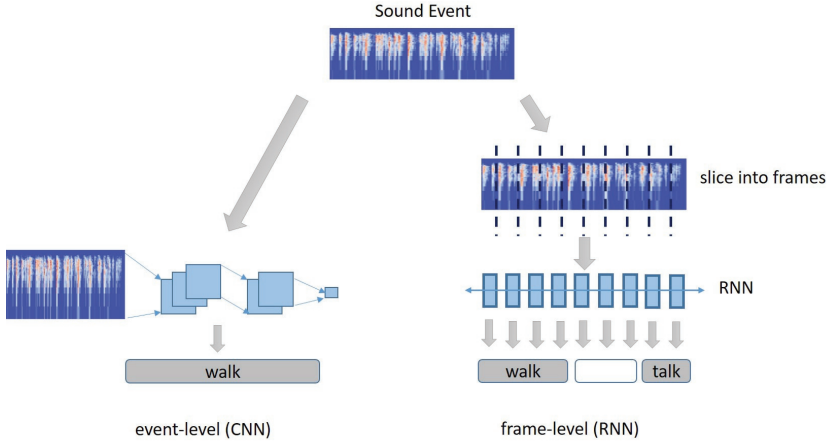 Sound Event
slice into frames
RNN
walk
walk
talk
event-level (CNN)
frame-level (RNN)